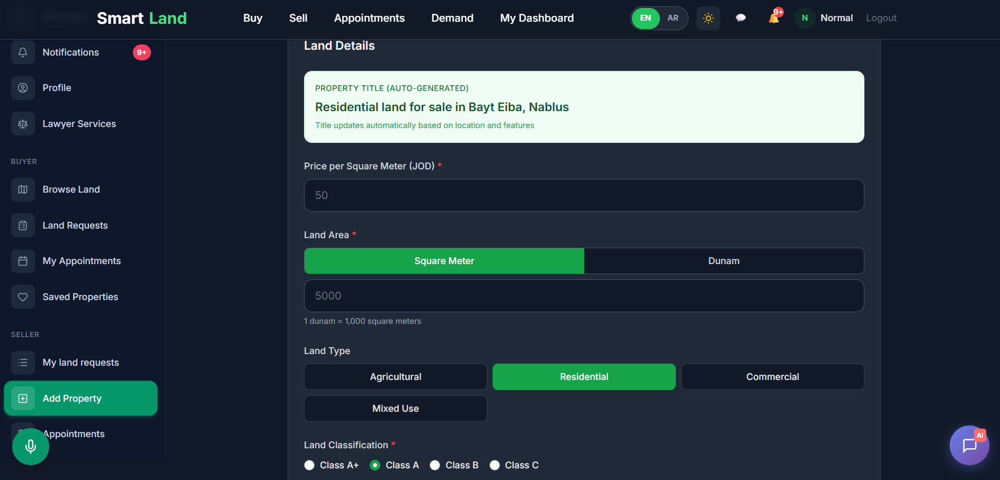 Smart Land
Buy
Sell
Appointments
Demand
My Dashboard
EN
AR
9+
N
Normal
Logout
Notifications
9+
Profile
Lawyer Services
BUYER
Browse Land
Land Requests
My Appointments
Saved Properties
SELLER
My land requests
Add Property
Appointments
Land Details
PROPERTY TITLE (AUTO-GENERATED)
Residential land for sale in Bayt Eiba, Nablus
Title updates automatically based on location and features
Price per Square Meter (JOD) *
50
Land Area *
Square Meter
Dunam
5000
1 dunam = 1,000 square meters
Land Type
Agricultural
Residential
Commercial
Mixed Use
Land Classification *
Class A+
Class A
Class B
Class C
AI